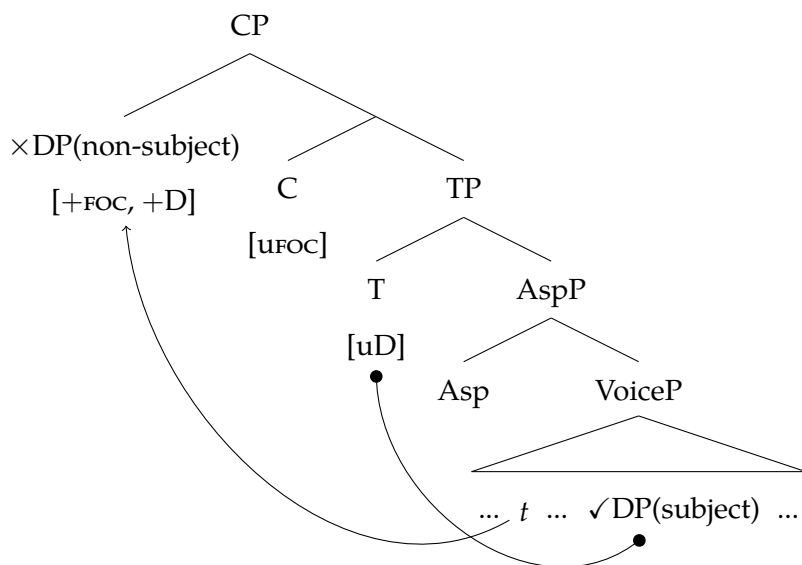 CP
×DP(non-subject)
[+FOC, +D]
C
[uFOC]
TP
T
[uD]
AspP
Asp
VoiceP
... t ... ✓DP(subject) ...